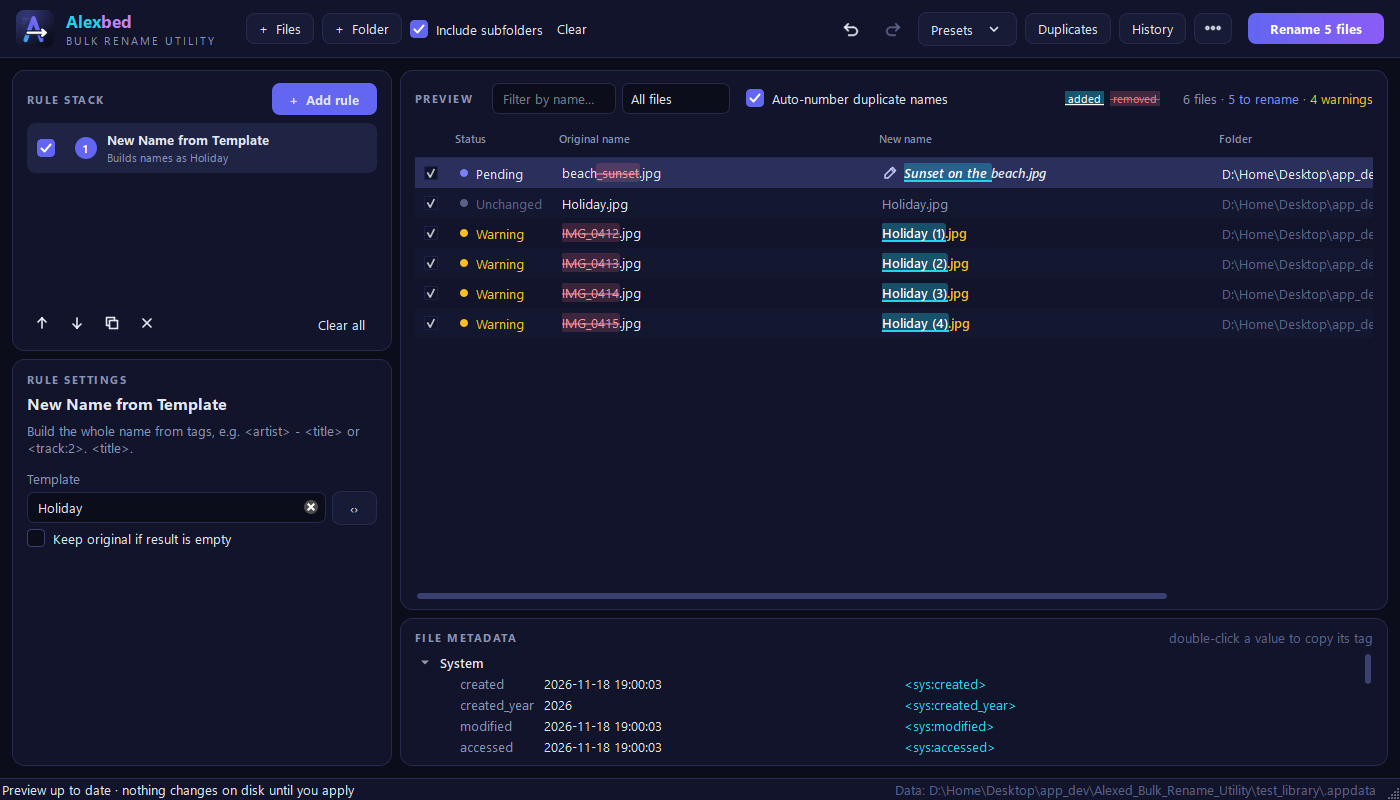 Alexbed
BULK RENAME UTILITY
+ Files
+ Folder
Include subfolders
Clear
Presets
Duplicates
History
•••
Rename 5 files
RULE STACK
+ Add rule
1
New Name from Template
Builds names as Holiday
Clear all
RULE SETTINGS
New Name from Template
Build the whole name from tags, e.g. <artist> - <title> or
<track:2>. <title>.
Template
Holiday
‹›
Keep original if result is empty
PREVIEW
Filter by name...
All files
Auto-number duplicate names
added removed
6 files · 5 to rename · 4 warnings
Status Original name New name Folder
Pending beach_sunset.jpg Sunset on the beach.jpg D:\Home\Desktop\app_de
Unchanged Holiday.jpg Holiday.jpg D:\Home\Desktop\app_de
Warning IMG_0412.jpg Holiday (1).jpg D:\Home\Desktop\app_de
Warning IMG_0413.jpg Holiday (2).jpg D:\Home\Desktop\app_de
Warning IMG_0414.jpg Holiday (3).jpg D:\Home\Desktop\app_de
Warning IMG_0415.jpg Holiday (4).jpg D:\Home\Desktop\app_de
FILE METADATA
double-click a value to copy its tag
System
created 2026-11-18 19:00:03 <sys:created>
created_year 2026 <sys:created_year>
modified 2026-11-18 19:00:03 <sys:modified>
accessed 2026-11-18 19:00:03 <sys:accessed>
Preview up to date · nothing changes on disk until you apply
Data: D:\Home\Desktop\app_dev\Alexed_Bulk_Rename_Utility\test_library\.appdata